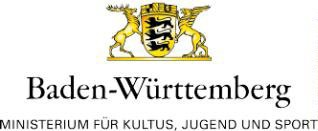 Baden-Württemberg
MINISTERIUM FÜR KULTUS, JUGEND UND SPORT